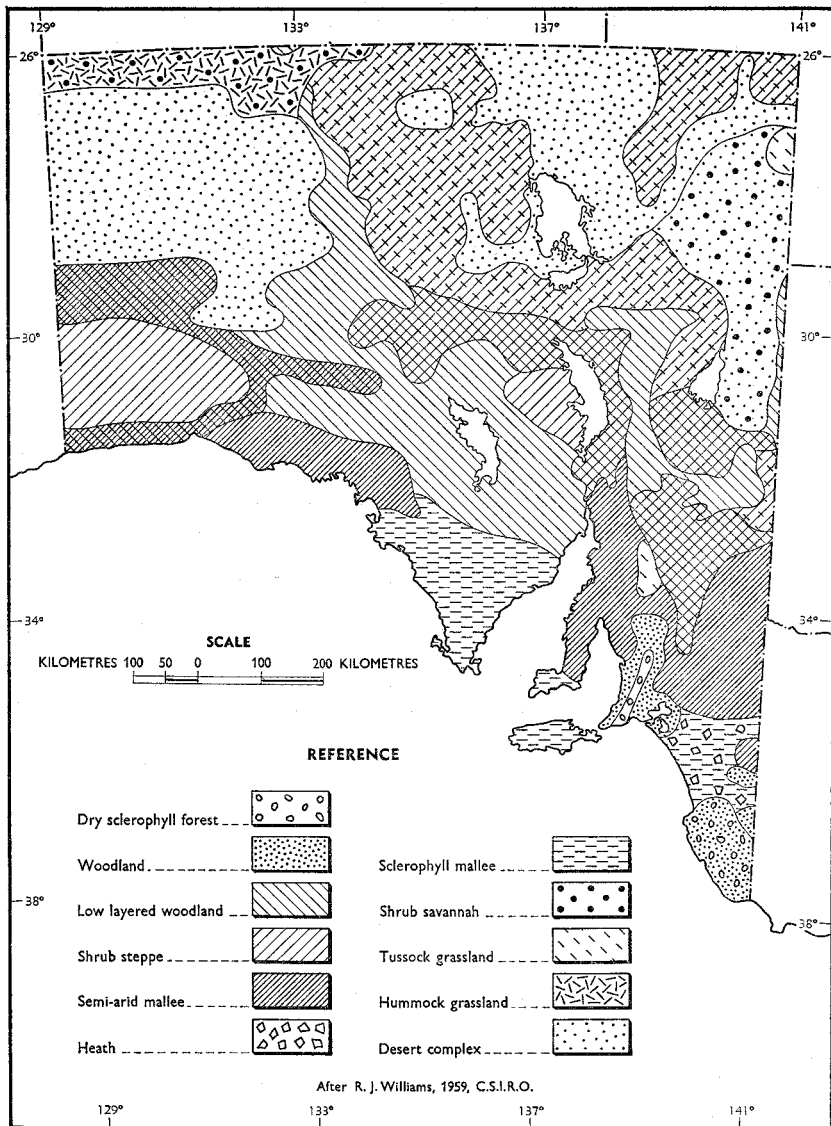 129° 133° 137° 141°
26° 26°
30° 30°
34° 34°
SCALE
KILOMETRES 100 50 0 100 200 KILOMETRES
REFERENCE
Dry sclerophyll forest
Woodland
Low layered woodland
Shrub steppe
Semi-arid mallee
Heath
Sclerophyll mallee
Shrub savannah
Tussock grassland
Hummock grassland
Desert complex
38° 38°
After R. J. Williams, 1959, C.S.I.R.O.
129° 133° 137° 141°